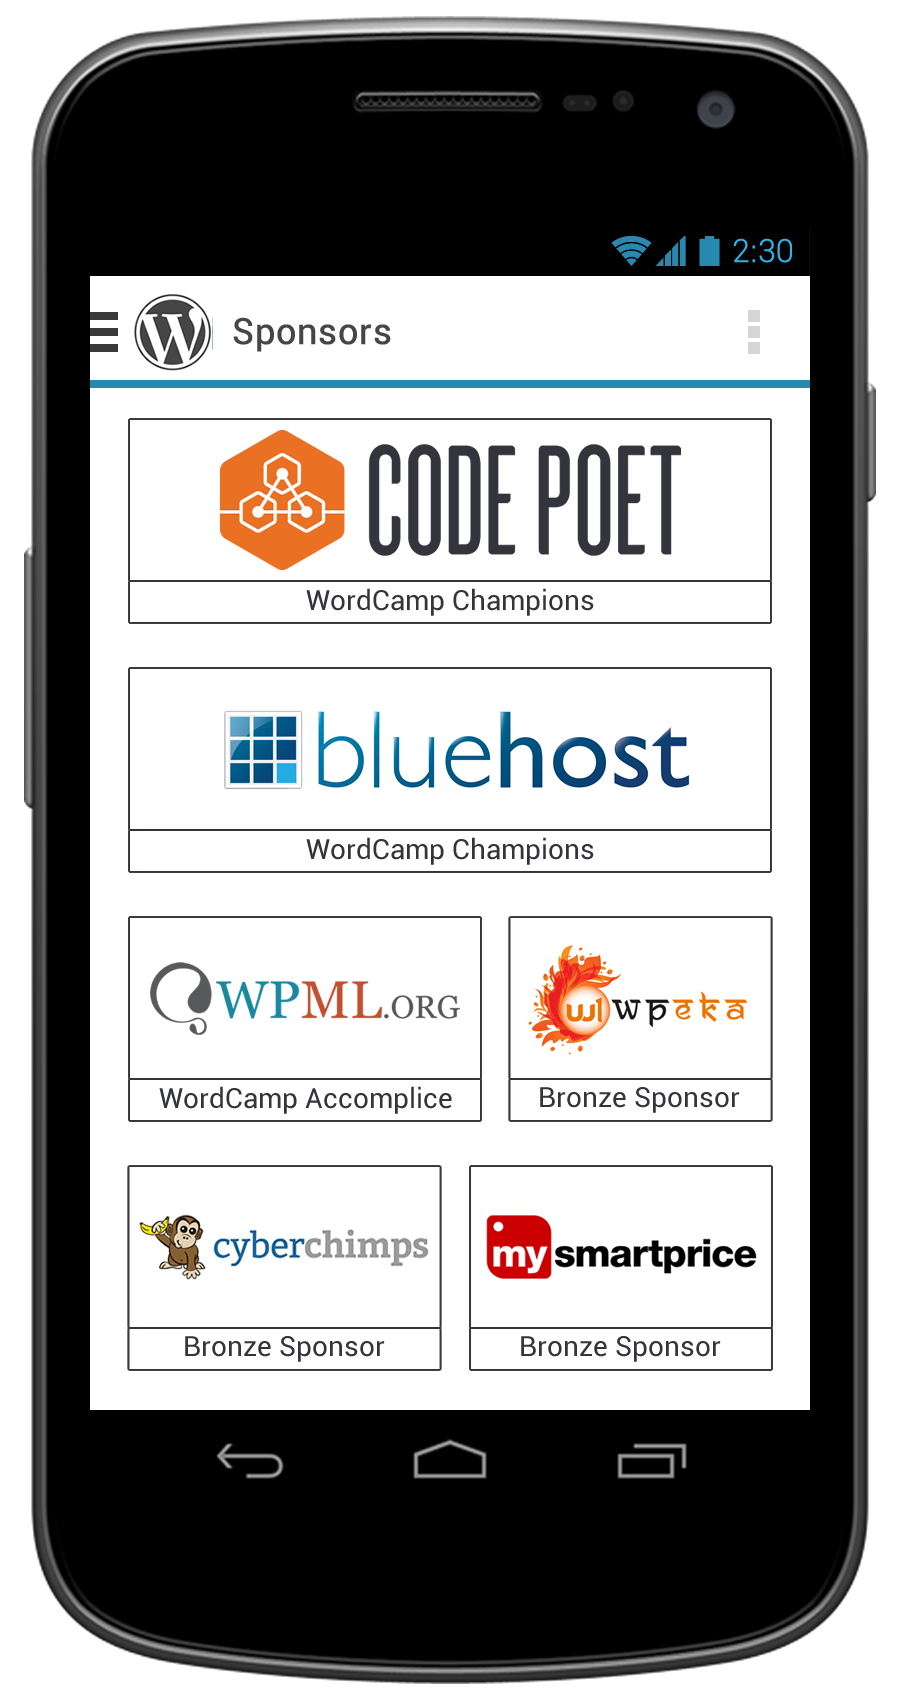 2:30
Sponsors
CODE POET
WordCamp Champions
bluehost
WordCamp Champions
WPML.ORG
WordCamp Accomplice
wpeka
Bronze Sponsor
cyberchimps
Bronze Sponsor
mysmartprice
Bronze Sponsor